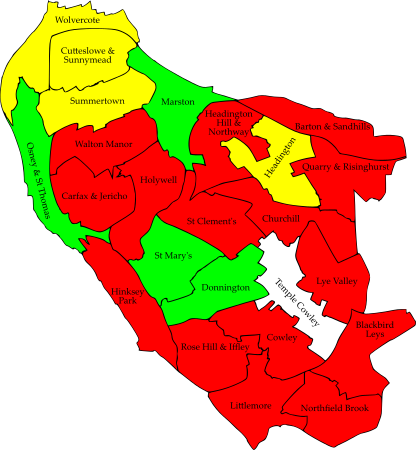 Wolvercote
Cutteslowe &
Sunnymead
Summertown
Marston
Headington
Hill &
Northway
Barton & Sandhills
Headington
Quarry & Risinghurst
Walton Manor
Osney & St Thomas
Holywell
Carfax & Jericho
St Clement's
Churchill
St Mary's
Donnington
Temple Cowley
Lye Valley
Hinksey
Park
Blackbird
Leys
Rose Hill & Iffley
Cowley
Littlemore
Northfield Brook